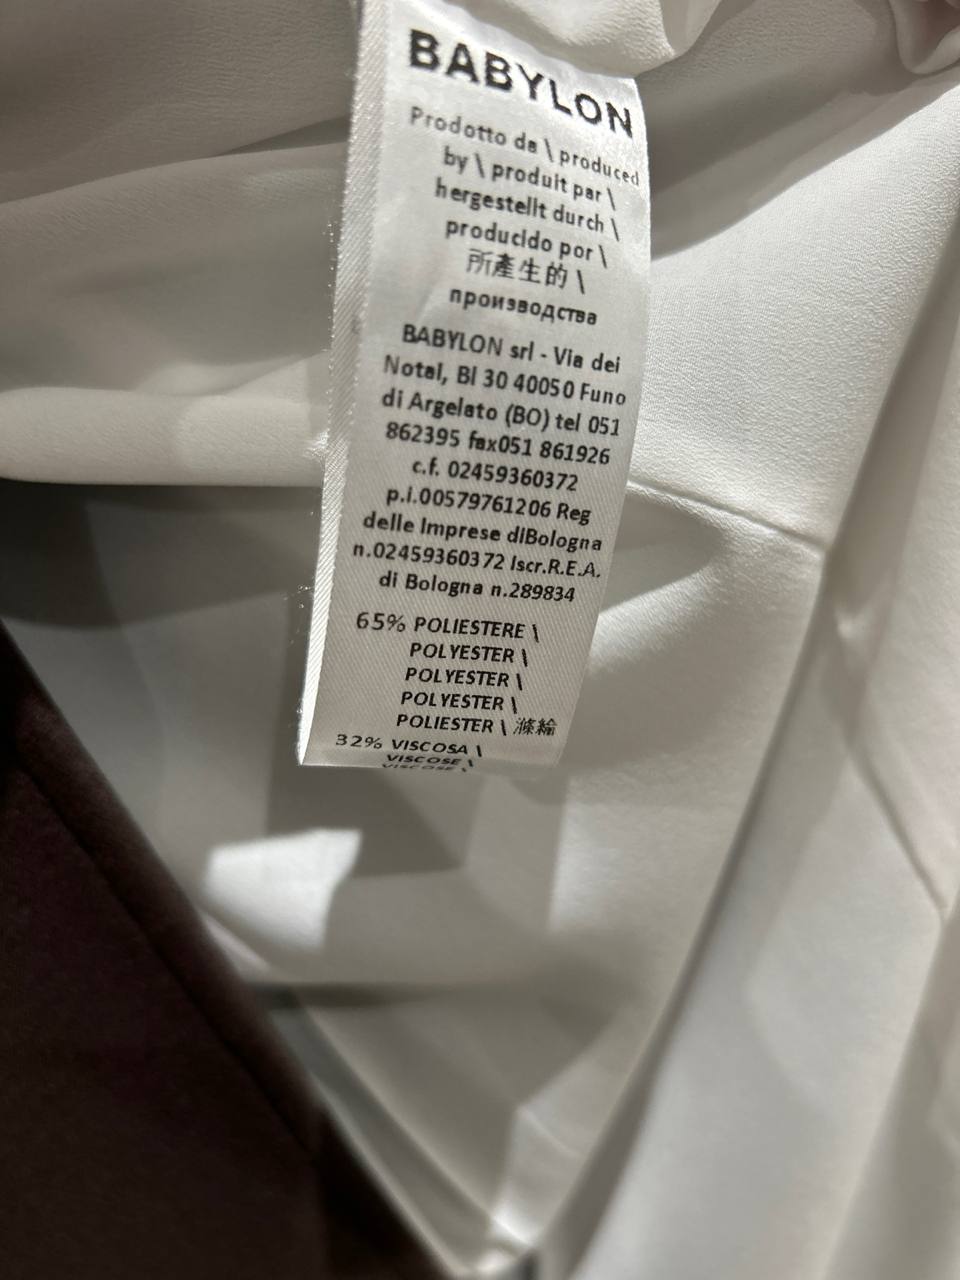 BABYLON
Prodotto da \ produced
by \ produit par \
hergestellt durch \
producido por \
所產生的 \
производства
BABYLON srl - Via dei
Notai, Bl 30 40050 Funo
di Argelato (BO) tel 051
862395 fax051 861926
c.f. 02459360372
p.i.00579761206 Reg
delle Imprese diBologna
n.02459360372 Iscr.R.E.A.
di Bologna n.289834
65% POLIESTERE \
POLYESTER \
POLYESTER \
POLYESTER \
POLIESTER \ 滌綸
32% VISCOSA \
VISCOSE \
VISCOSE \